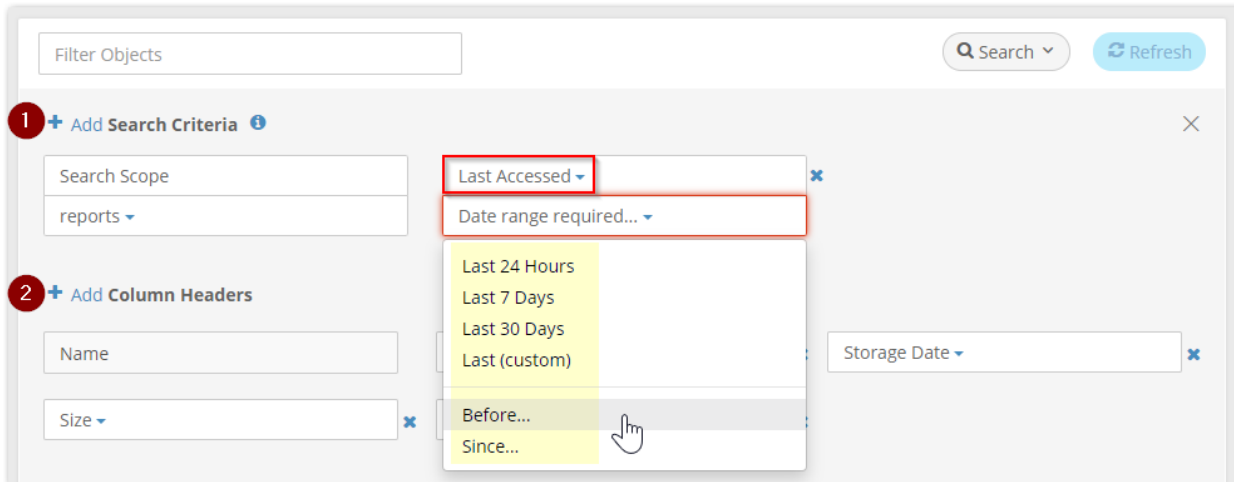 Filter Objects
Search
Refresh
1
Add Search Criteria
Search Scope
Last Accessed
reports
Date range required...
Last 24 Hours
Last 7 Days
Last 30 Days
Last (custom)
Before...
Since...
2
Add Column Headers
Name
Storage Date
Size